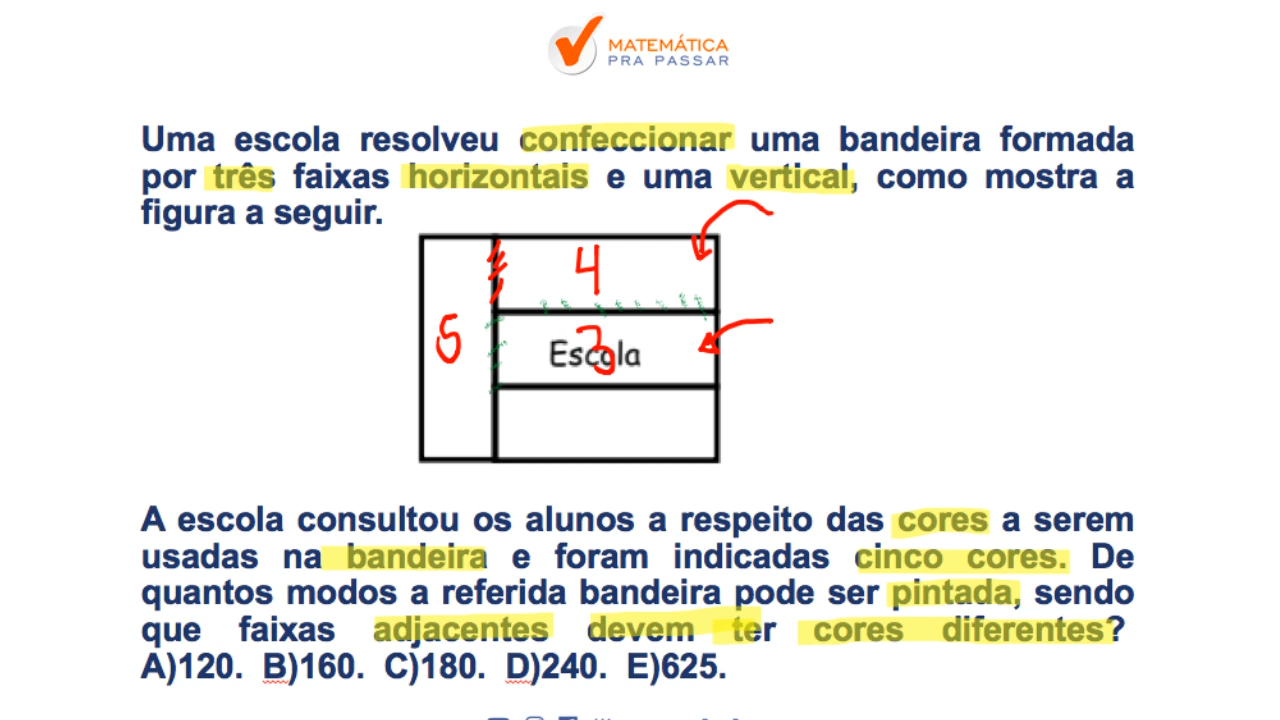 MATEMÁTICA
PRA PASSAR
Uma escola resolveu confeccionar uma bandeira formada
por três faixas horizontais e uma vertical, como mostra a
figura a seguir.
4
5
3
Escola
A escola consultou os alunos a respeito das cores a serem
usadas na bandeira e foram indicadas cinco cores. De
quantos modos a referida bandeira pode ser pintada, sendo
que faixas adjacentes devem ter cores diferentes?
A)120. B)160. C)180. D)240. E)625.